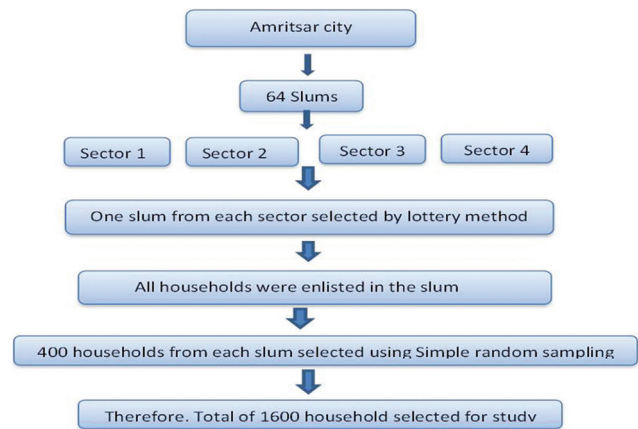 Amritsar city
64 Slums
Sector 1 Sector 2 Sector 3 Sector 4
One slum from each sector selected by lottery method
All households were enlisted in the slum
400 households from each slum selected using Simple random sampling
Therefore. Total of 1600 household selected for study